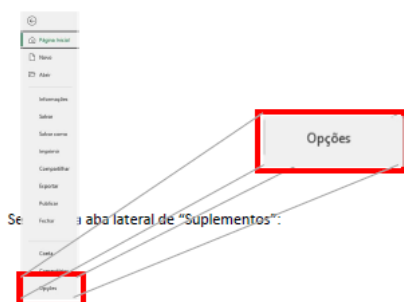 Página Inicial
Novo
Abrir
Informações
Salvar
Salvar como
Imprimir
Compartilhar
Exportar
Publicar
Fechar
Opções
Se a aba lateral de “Suplementos”:
Conta
Comentários
Opções